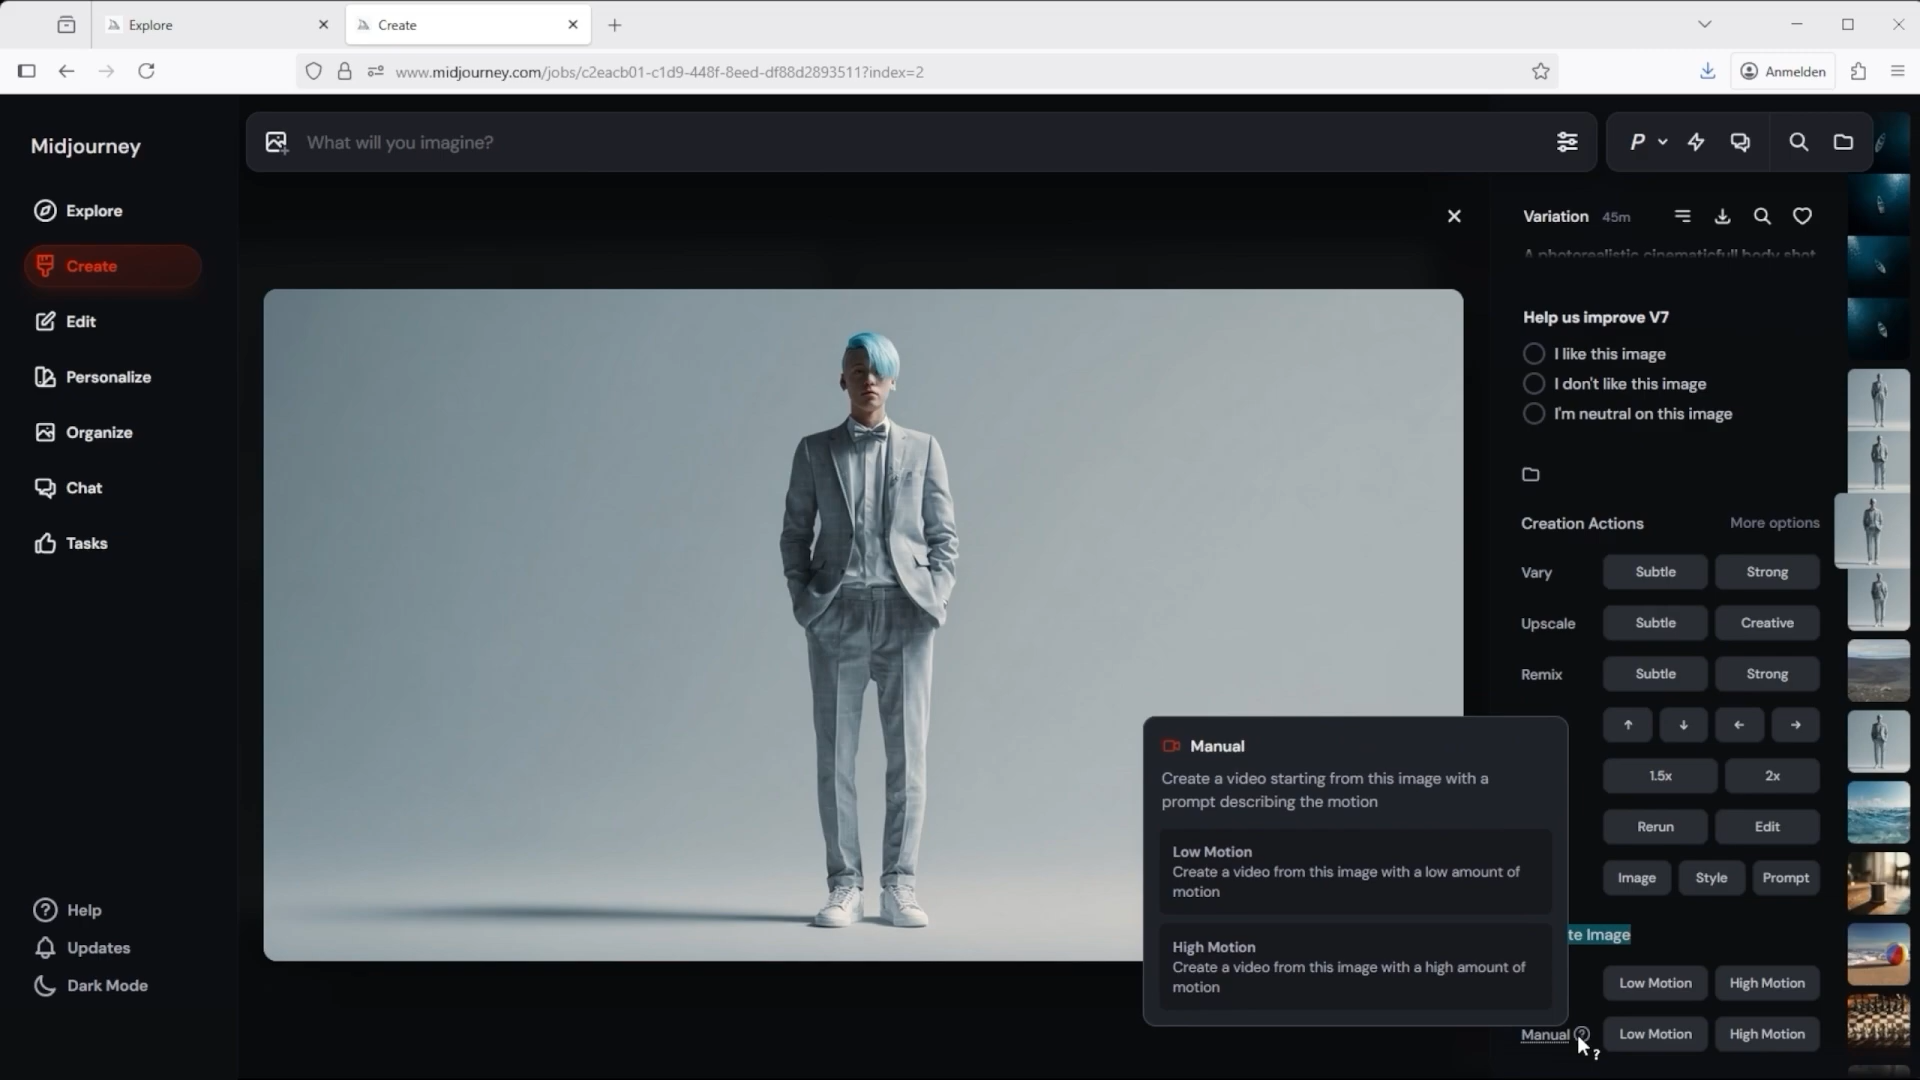 Explore
Create
www.midjourney.com/jobs/c2eacb01-c1d9-448f-8eed-df88d2893511?index=2
Anmelden
Midjourney
What will you imagine?
P
Explore
Create
Edit
Personalize
Organize
Chat
Tasks
Help
Updates
Dark Mode
Variation 45m
A photorealistic cinematicfull body shot
Help us improve V7
I like this image
I don't like this image
I'm neutral on this image
Creation Actions More options
Vary Subtle Strong
Upscale Subtle Creative
Remix Subtle Strong
1.5x 2x
Rerun Edit
Image Style Prompt
te Image
Low Motion High Motion
Manual Low Motion High Motion
Manual
Create a video starting from this image with a
prompt describing the motion
Low Motion
Create a video from this image with a low amount of
motion
High Motion
Create a video from this image with a high amount of
motion